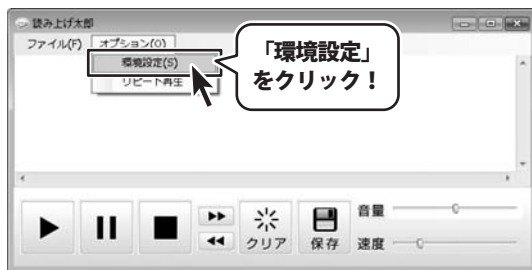 読み上げ太郎
ファイル(F) オプション(O)
環境設定(S)
リピート再生
「環境設定」
をクリック！
音量
クリア 保存 速度